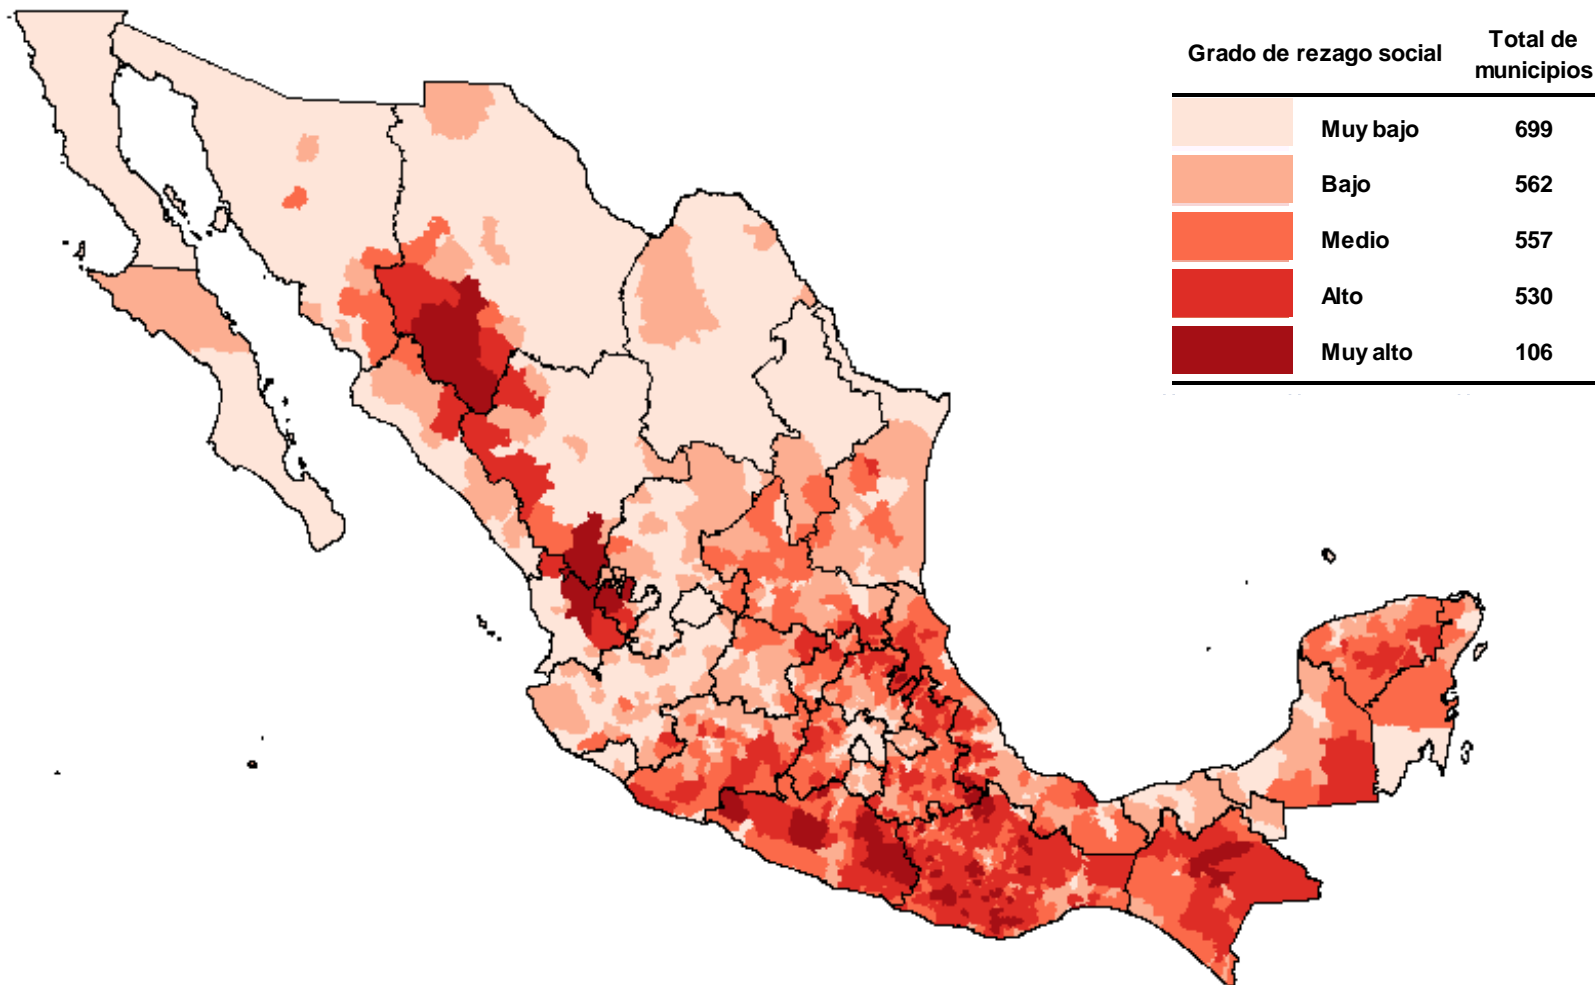 Grado de rezago social Total de municipios
Muy bajo 699
Bajo 562
Medio 557
Alto 530
Muy alto 106